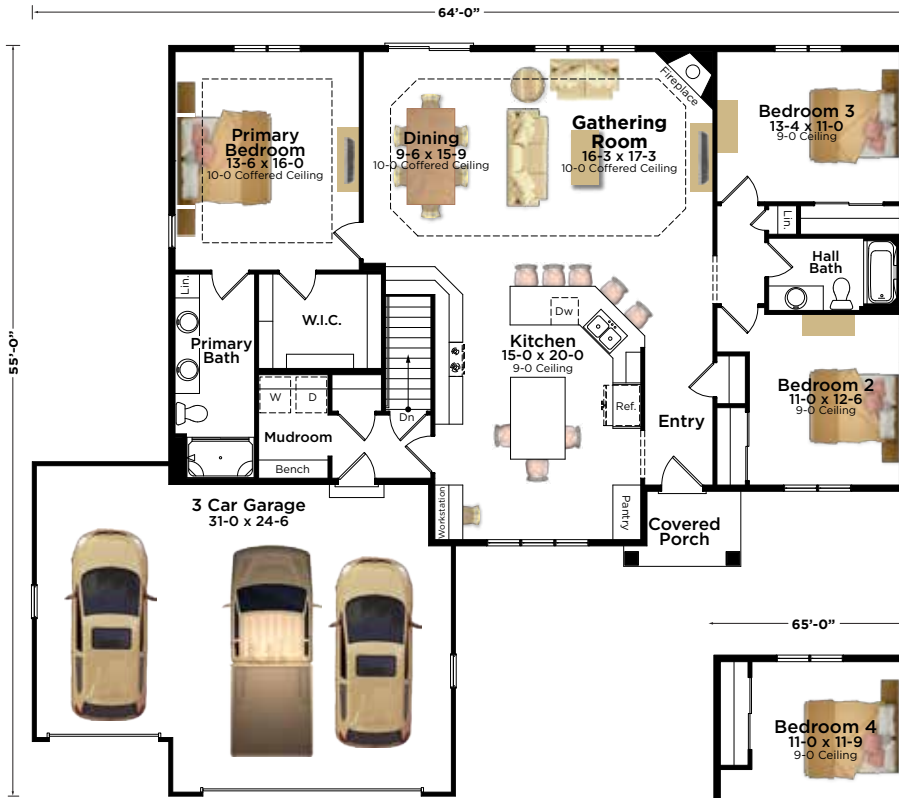 64'-0"
55'-0"
Primary
Bedroom
13-6 x 16-0
10-0 Coffered Ceiling
Dining
9-6 x 15-9
10-0 Coffered Ceiling
Gathering
Room
16-3 x 17-3
10-0 Coffered Ceiling
Fireplace
Bedroom 3
13-4 x 11-0
9-0 Ceiling
Lin.
Hall
Bath
Lin.
Primary
Bath
W.I.C.
Dw
Kitchen
15-0 x 20-0
9-0 Ceiling
Bedroom 2
11-0 x 12-6
9-0 Ceiling
W
D
Mudroom
Bench
Dn
Ref.
Entry
Workstation
Pantry
Covered
Porch
3 Car Garage
31-0 x 24-6
65'-0"
Bedroom 4
11-0 x 11-9
9-0 Ceiling